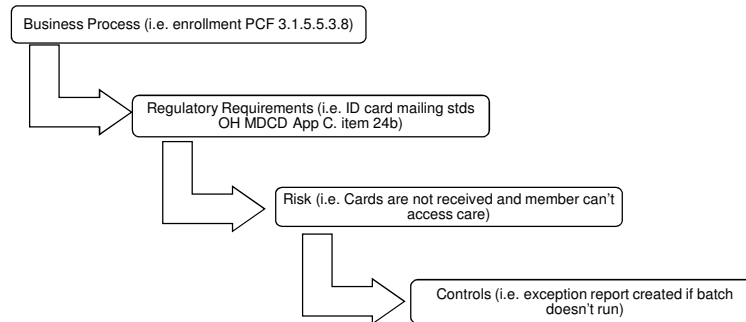 Business Process (i.e. enrollment PCF 3.1.5.5.3.8)
Regulatory Requirements (i.e. ID card mailing stds
OH MDCD App C. item 24b)
Risk (i.e. Cards are not received and member can't
access care)
Controls (i.e. exception report created if batch
doesn't run)